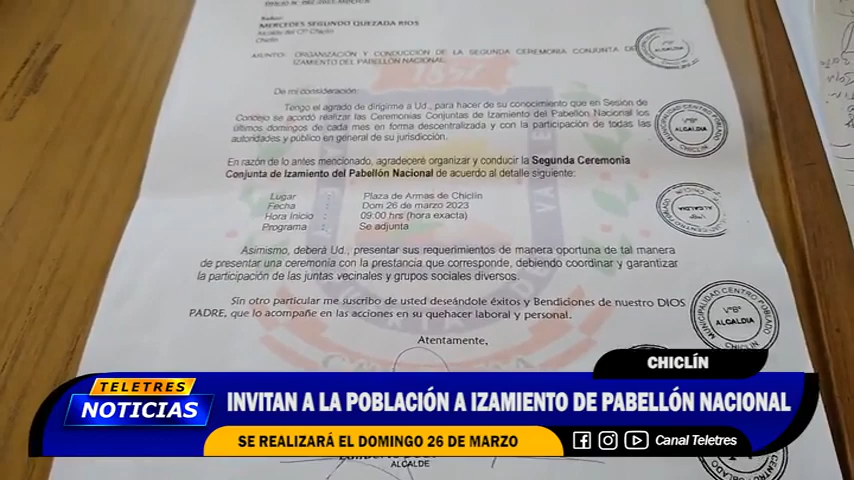 Señor
MERCEDES SEGUNDO QUEZADA RIOS
Alcalde del CP Chiclín
Chiclín
ASUNTO: ORGANIZACIÓN Y CONDUCCIÓN DE LA SEGUNDA CEREMONIA CONJUNTA DE
IZAMIENTO DEL PABELLÓN NACIONAL
De mi consideración:
Tengo el agrado de dirigirme a Ud., para hacer de su conocimiento que en Sesión de
Concejo se acordó realizar las Ceremonias Conjuntas de Izamiento del Pabellón Nacional los
últimos domingos de cada mes en forma descentralizada y con la participación de todas las
autoridades y público en general de su jurisdicción.
En razón de lo antes mencionado, agradeceré organizar y conducir la Segunda Ceremonia
Conjunta de Izamiento del Pabellón Nacional de acuerdo al detalle siguiente:
Lugar : Plaza de Armas de Chiclín
Fecha : Dom 26 de marzo 2023
Hora Inicio : 09:00 hrs (hora exacta)
Programa : Se adjunta
Asimismo, deberá Ud., presentar sus requerimientos de manera oportuna de tal manera
de presentar una ceremonia con la prestancia que corresponde, debiendo coordinar y garantizar
la participación de las juntas vecinales y grupos sociales diversos.
Sin otro particular me suscribo de usted deseándole éxitos y Bendiciones de nuestro DIOS
PADRE, que lo acompañe en las acciones en su quehacer laboral y personal.
Atentamente,
ALCALDE
ALCALDIA
MUNICIPALIDAD CENTRO POBLADO
V°B°
ALCALDIA
CHICLIN
ALCALDIA
MUNICIPALIDAD CENTRO POBLADO
V°B°
ALCALDIA
1857
CHICLÍN
TELETRES
NOTICIAS
INVITAN A LA POBLACIÓN A IZAMIENTO DE PABELLÓN NACIONAL
SE REALIZARÁ EL DOMINGO 26 DE MARZO
Canal Teletres